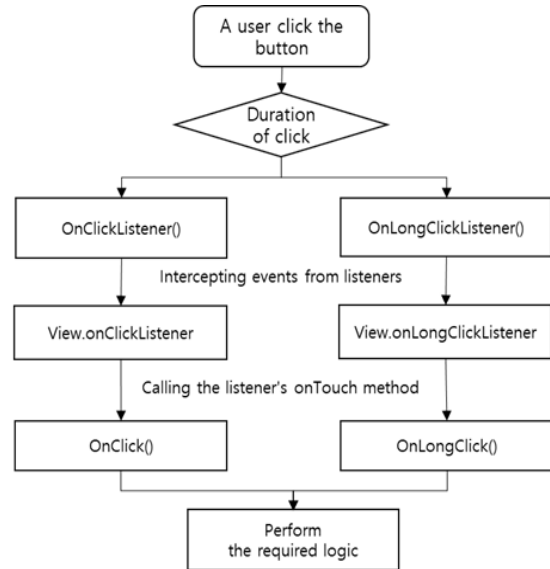 A user click the
button
Duration
of click
OnClickListener()
OnLongClickListener()
Intercepting events from listeners
View.onClickListener
View.onLongClickListener
Calling the listener's onTouch method
OnClick()
OnLongClick()
Perform
the required logic